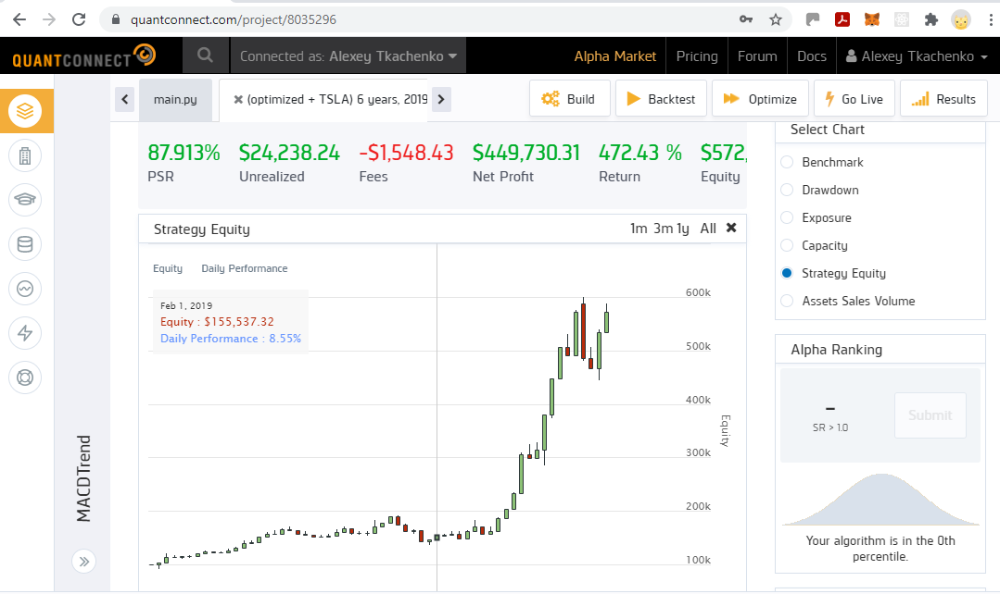 quantconnect.com/project/8035296
QUANTCONNECT
Connected as: Alexey Tkachenko
Alpha Market
Pricing
Forum
Docs
Alexey Tkachenko
main.py
(optimized + TSLA) 6 years, 2019
Build
Backtest
Optimize
Go Live
Results
87.913% $24,238.24 -$1,548.43 $449,730.31 472.43 % $572,
PSR Unrealized Fees Net Profit Return Equity
Strategy Equity
1m 3m 1y All
Equity Daily Performance
Feb 1, 2019
Equity : $155,537.32
Daily Performance : 8.55%
600k
500k
400k
300k
200k
100k
Equity
MACDTrend
Select Chart
Benchmark
Drawdown
Exposure
Capacity
Strategy Equity
Assets Sales Volume
Alpha Ranking
–
SR > 1.0
Submit
Your algorithm is in the 0th
percentile.